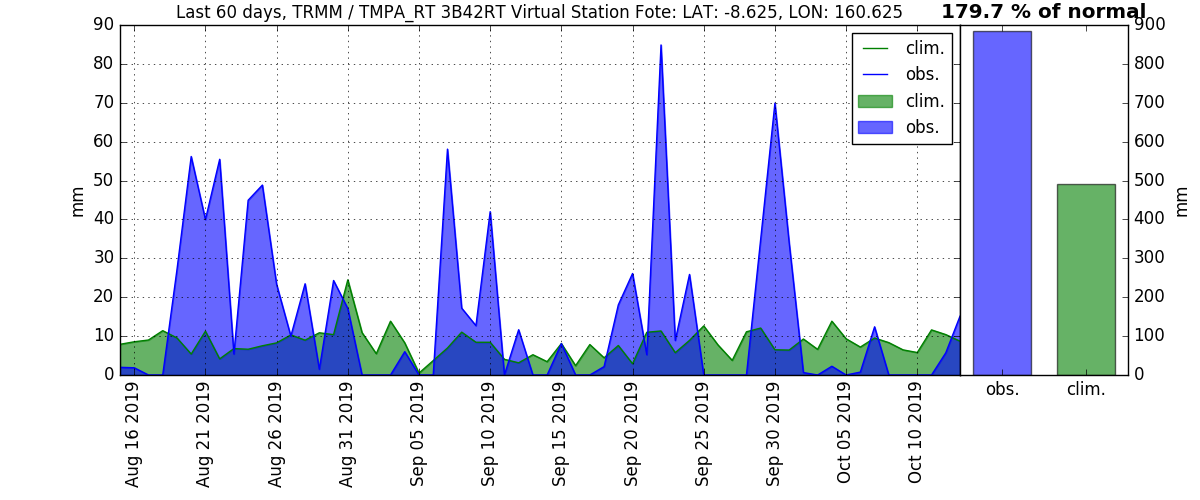 Last 60 days, TRMM / TMPA_RT 3B42RT Virtual Station Fote: LAT: -8.625, LON: 160.625
179.7 % of normal
90
80
70
60
50
40
30
20
10
0
mm
clim.
obs.
clim.
obs.
900
800
700
600
500
400
300
200
100
0
mm
obs.
clim.
Aug 16 2019
Aug 21 2019
Aug 26 2019
Aug 31 2019
Sep 05 2019
Sep 10 2019
Sep 15 2019
Sep 20 2019
Sep 25 2019
Sep 30 2019
Oct 05 2019
Oct 10 2019